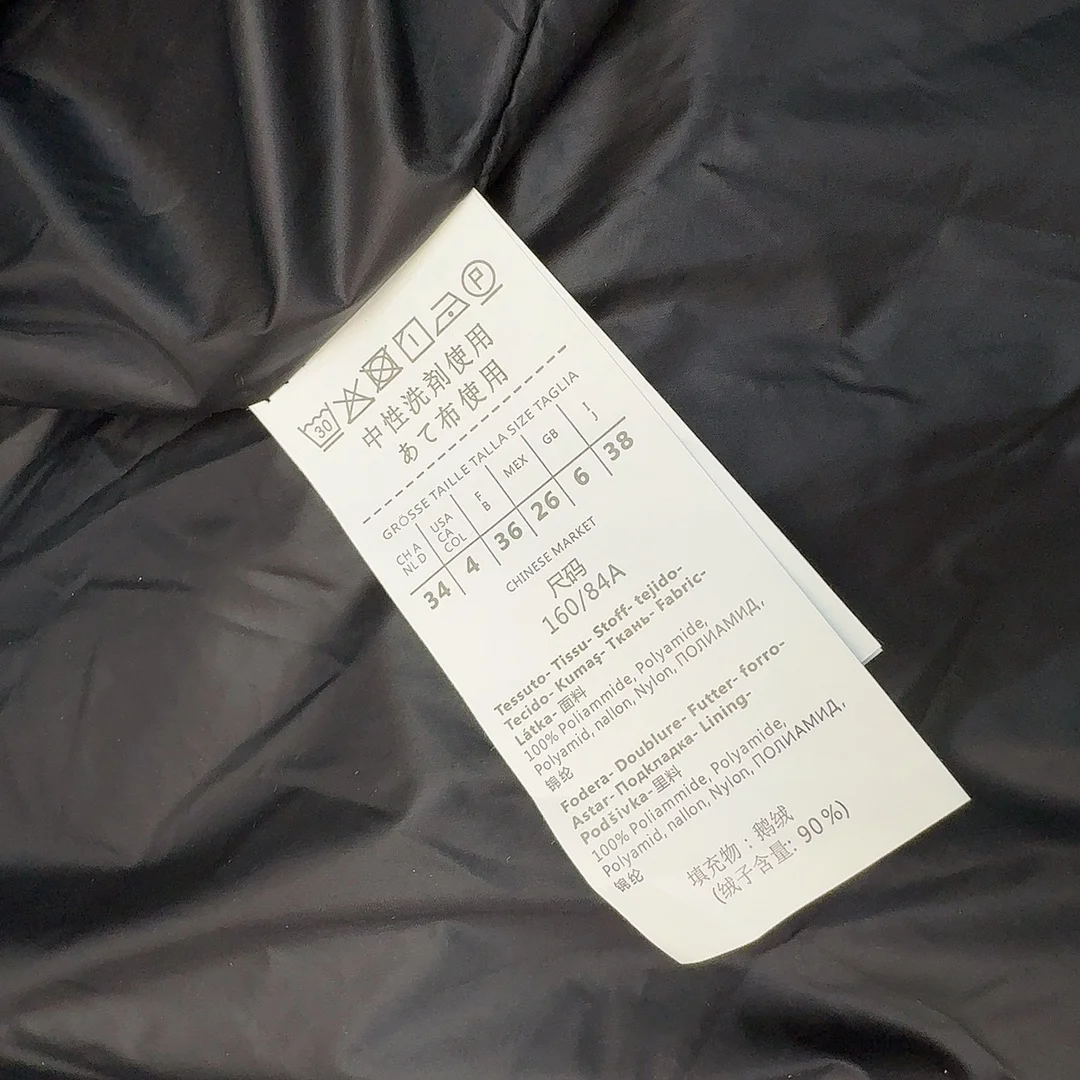 30 P
中性洗剤使用
あて布使用
GRÖSSE TAILLE TALLA SIZE TAGLIA
CH A NLD USA CA COL F B MEX GB I J
34 4 36 26 6 38
CHINESE MARKET
尺码
160/84A
Tessuto- Tissu- Stoff- tejido-
Tecido- Kumaş- Ткань- Fabric-
Látka- 面料
100% Poliammide, Polyamide,
Polyamid, nallon, Nylon, ПОЛИАМИД,
锦纶
Fodera- Doublure- Futter- forro-
Astar- Подкладка- Lining-
Podšivka- 里料
100% Poliammide, Polyamide,
Polyamid, nallon, Nylon, ПОЛИАМИД,
锦纶
填充物：鹅绒
(绒子含量: 90%)